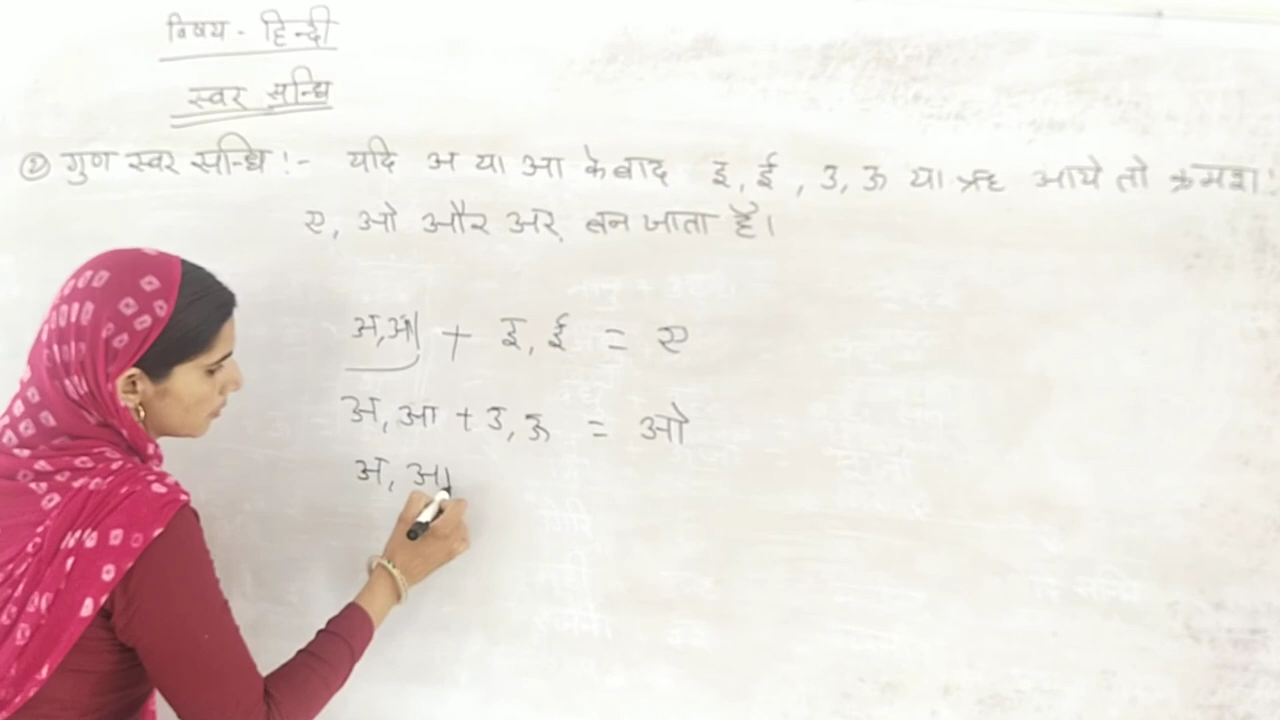 विषय - हिन्दी
स्वर सन्धि
② गुण स्वर सन्धि :- यदि अ या आ के बाद इ, ई, उ, ऊ या ऋ आये तो क्रमश:
ए, ओ और अर् बन जाता है।
अ,आ + इ, ई = ए
अ, आ + उ, ऊ = ओ
अ, आ